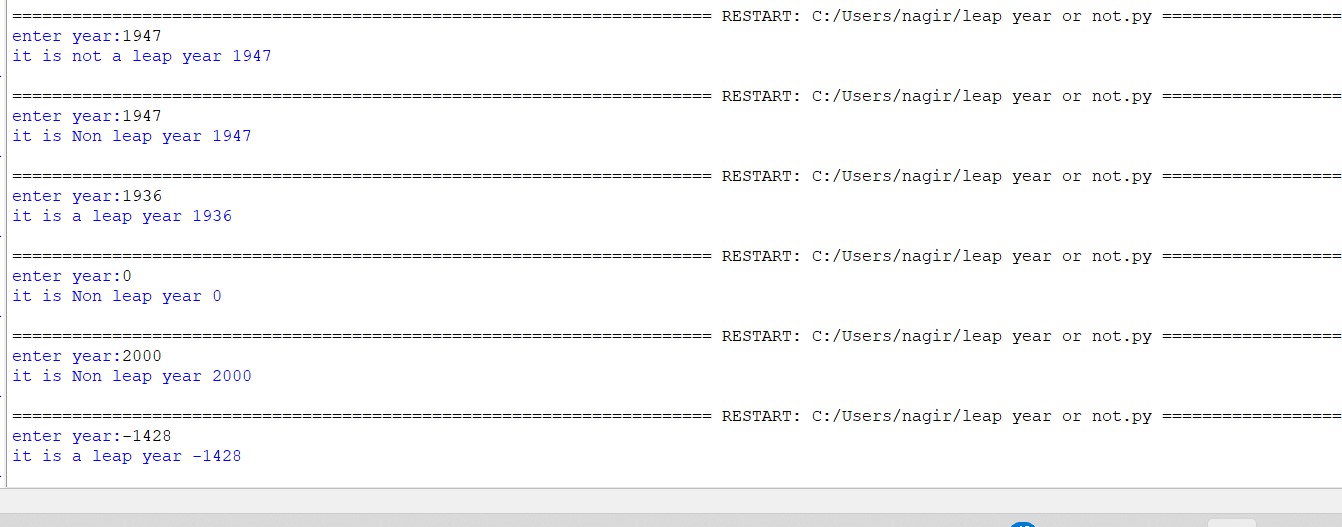 ====================================================================== RESTART: C:/Users/nagir/leap year or not.py ==================
enter year:1947
it is not a leap year 1947
====================================================================== RESTART: C:/Users/nagir/leap year or not.py ==================
enter year:1947
it is Non leap year 1947
====================================================================== RESTART: C:/Users/nagir/leap year or not.py ==================
enter year:1936
it is a leap year 1936
====================================================================== RESTART: C:/Users/nagir/leap year or not.py ==================
enter year:0
it is Non leap year 0
====================================================================== RESTART: C:/Users/nagir/leap year or not.py ==================
enter year:2000
it is Non leap year 2000
====================================================================== RESTART: C:/Users/nagir/leap year or not.py ==================
enter year:-1428
it is a leap year -1428